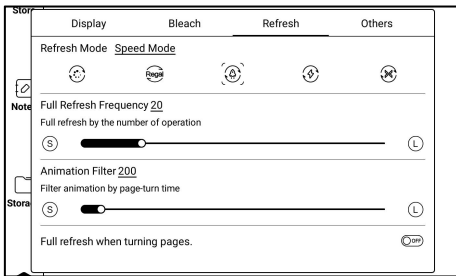 Store
Display Bleach Refresh Others
Refresh Mode Speed Mode
Regal
Note
Full Refresh Frequency 20
Full refresh by the number of operation
S L
Animation Filter 200
Filter animation by page-turn time
Stora
S L
Full refresh when turning pages. OFF